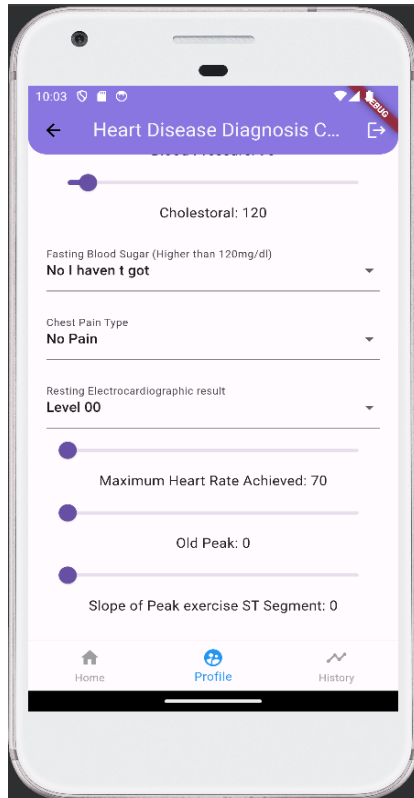 10:03
DEBUG
Heart Disease Diagnosis C...
Cholestoral: 120
Fasting Blood Sugar (Higher than 120mg/dl)
No I haven t got
Chest Pain Type
No Pain
Resting Electrocardiographic result
Level 00
Maximum Heart Rate Achieved: 70
Old Peak: 0
Slope of Peak exercise ST Segment: 0
Home
Profile
History